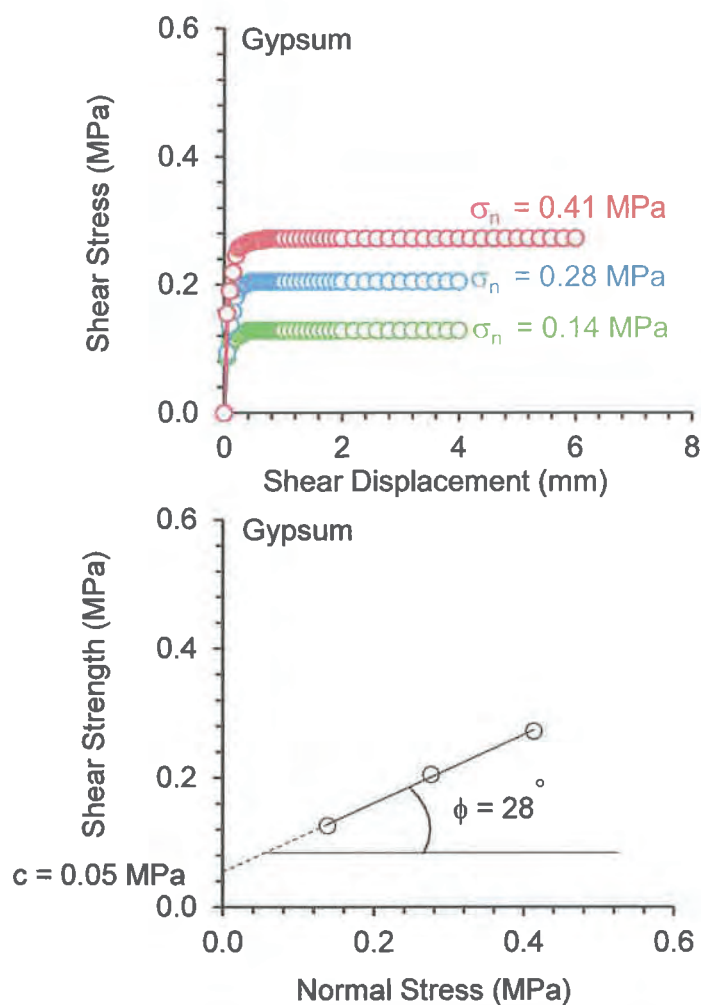 Gypsum
0.6
0.4
0.2
0.0
Shear Stress (MPa)
σn = 0.41 MPa
σn = 0.28 MPa
σn = 0.14 MPa
0 2 4 6 8
Shear Displacement (mm)
Gypsum
0.6
0.4
0.2
0.0
Shear Strength (MPa)
ϕ = 28°
c = 0.05 MPa
0.0 0.2 0.4 0.6
Normal Stress (MPa)